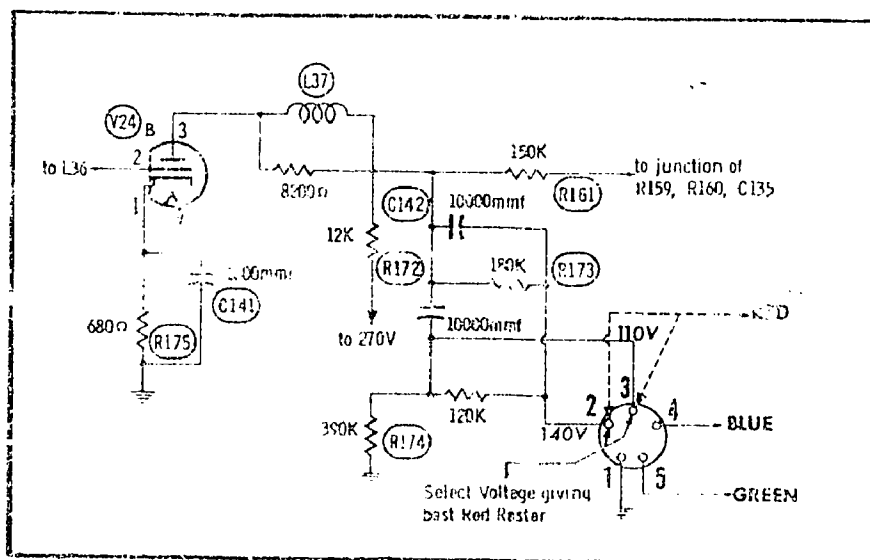 L37
V24
B
3
2
to L36
1
8200Ω
150K
to junction of
R159, R160, C135
R161
C142
10000mmf
12K
R172
180K
R173
C141
10000mmf
680Ω
R175
to 270V
110V
3
2
4
BLUE
390K
R174
120K
140V
1
5
Select Voltage giving
bast Red Raster
GREEN